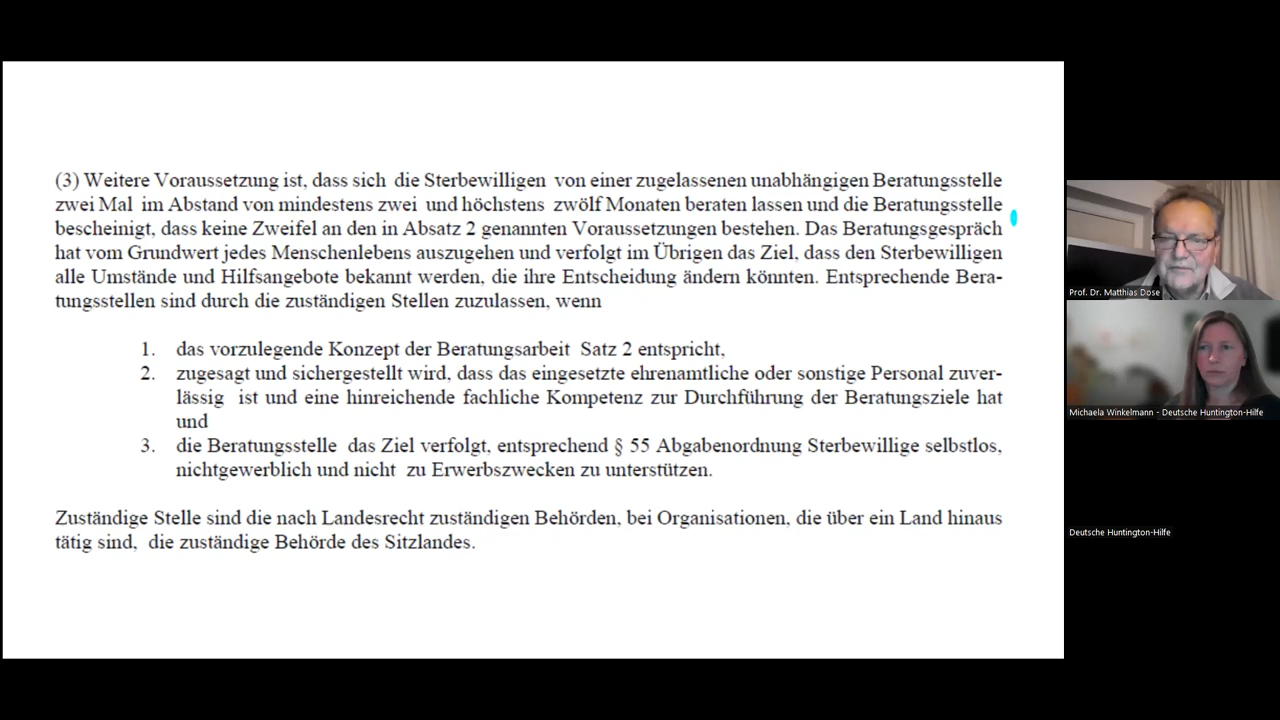 (3) Weitere Voraussetzung ist, dass sich die Sterbewilligen von einer zugelassenen unabhängigen Beratungsstelle
zwei Mal im Abstand von mindestens zwei und höchstens zwölf Monaten beraten lassen und die Beratungsstelle
bescheinigt, dass keine Zweifel an den in Absatz 2 genannten Voraussetzungen bestehen. Das Beratungsgespräch
hat vom Grundwert jedes Menschenlebens auszugehen und verfolgt im Übrigen das Ziel, dass den Sterbewilligen
alle Umstände und Hilfsangebote bekannt werden, die ihre Entscheidung ändern könnten. Entsprechende Bera-
tungsstellen sind durch die zuständigen Stellen zuzulassen, wenn
1. das vorzulegende Konzept der Beratungsarbeit Satz 2 entspricht,
2. zugesagt und sichergestellt wird, dass das eingesetzte ehrenamtliche oder sonstige Personal zuver-
lässig ist und eine hinreichende fachliche Kompetenz zur Durchführung der Beratungsziele hat
und
3. die Beratungsstelle das Ziel verfolgt, entsprechend § 55 Abgabenordnung Sterbewillige selbstlos,
nichtgewerblich und nicht zu Erwerbszwecken zu unterstützen.
Zuständige Stelle sind die nach Landesrecht zuständigen Behörden, bei Organisationen, die über ein Land hinaus
tätig sind, die zuständige Behörde des Sitzlandes.
Prof. Dr. Matthias Dose
Michaela Winkelmann - Deutsche Huntington-Hilfe
Deutsche Huntington-Hilfe